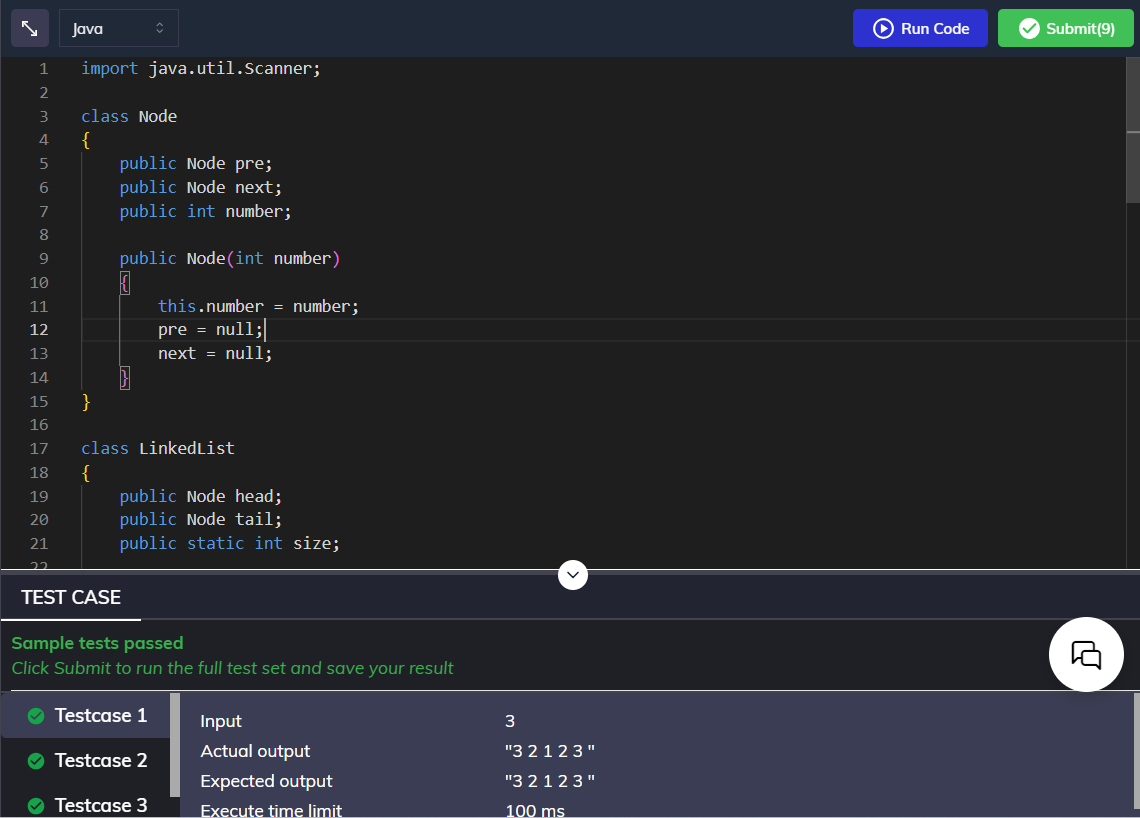 Java
Run Code
Submit(9)
1 import java.util.Scanner;
2
3 class Node
4 {
5 public Node pre;
6 public Node next;
7 public int number;
8
9 public Node(int number)
10 {
11 this.number = number;
12 pre = null;
13 next = null;
14 }
15 }
16
17 class LinkedList
18 {
19 public Node head;
20 public Node tail;
21 public static int size;
22
TEST CASE
Sample tests passed
Click Submit to run the full test set and save your result
Testcase 1
Testcase 2
Testcase 3
Input 3
Actual output "3 2 1 2 3 "
Expected output "3 2 1 2 3 "
Execute time limit 100 ms